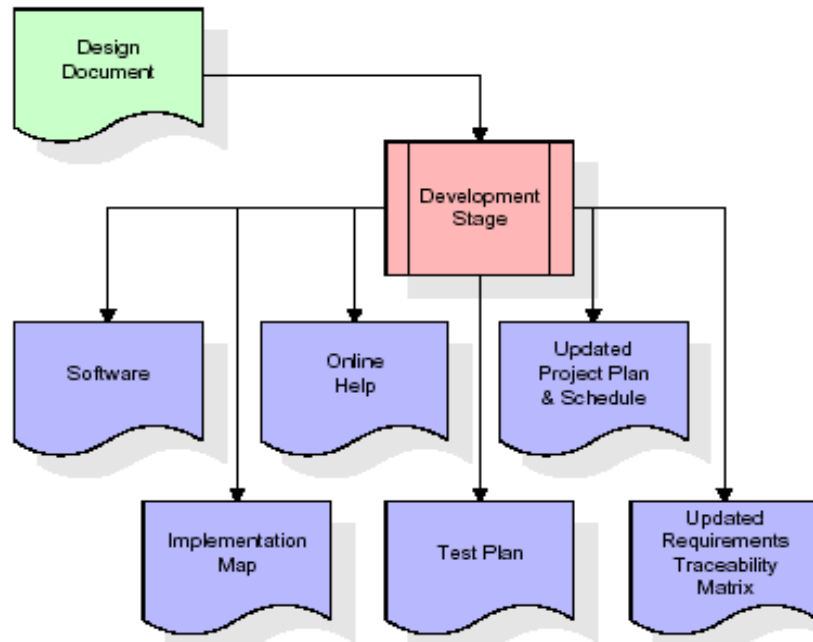 Design
Document
Development
Stage
Software
Online
Help
Updated
Project Plan
& Schedule
Implementation
Map
Test Plan
Updated
Requirements
Traceability
Matrix